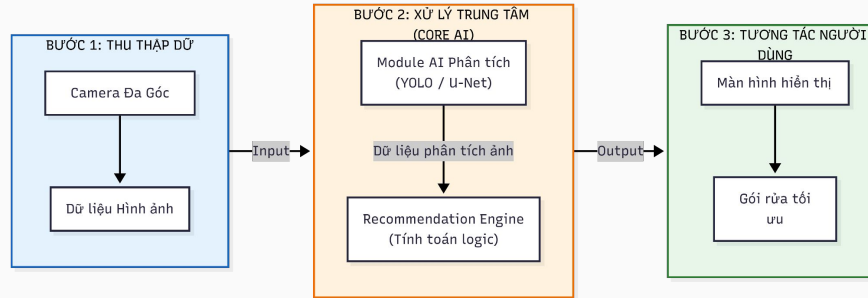 BƯỚC 1: THU THẬP DỮ
Camera Đa Góc
Dữ liệu Hình ảnh
Input
BƯỚC 2: XỬ LÝ TRUNG TÂM
(CORE AI)
Module AI Phân tích
(YOLO / U-Net)
Dữ liệu phân tích ảnh
Recommendation Engine
(Tính toán logic)
Output
BƯỚC 3: TƯƠNG TÁC NGƯỜI
DÙNG
Màn hình hiển thị
Gói rửa tối
ưu